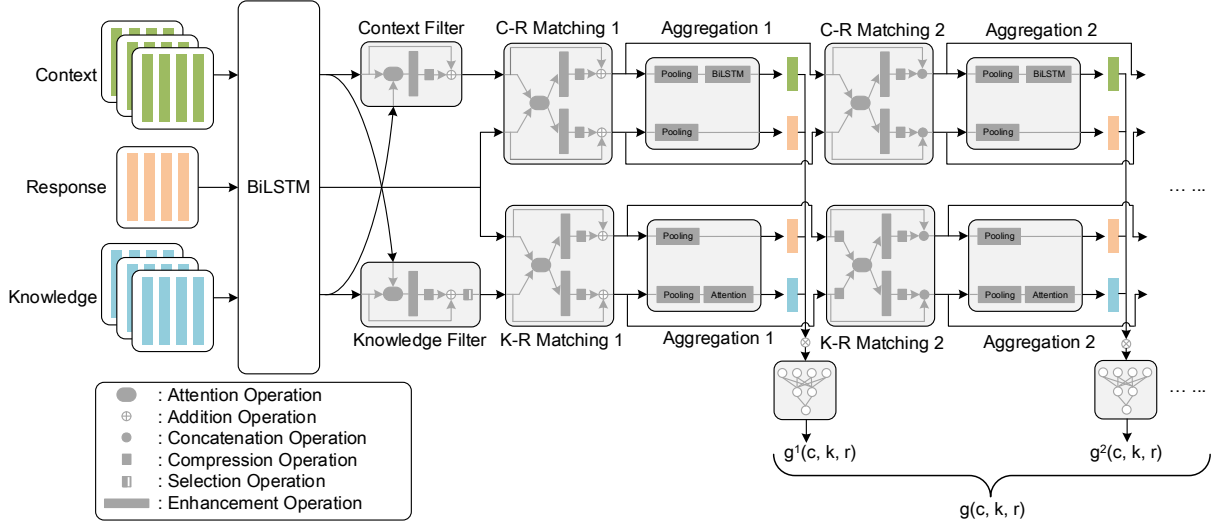 Context Filter
C-R Matching 1
Aggregation 1
C-R Matching 2
Aggregation 2
Context
Pooling
BiLSTM
Pooling
BiLSTM
Pooling
Pooling
Response
BiLSTM
... ...
Pooling
Pooling
Knowledge
Pooling
Attention
Pooling
Attention
Knowledge Filter
K-R Matching 1
Aggregation 1
K-R Matching 2
Aggregation 2
: Attention Operation
: Addition Operation
: Concatenation Operation
: Compression Operation
: Selection Operation
: Enhancement Operation
... ...
g¹(c, k, r)
g²(c, k, r)
g(c, k, r)